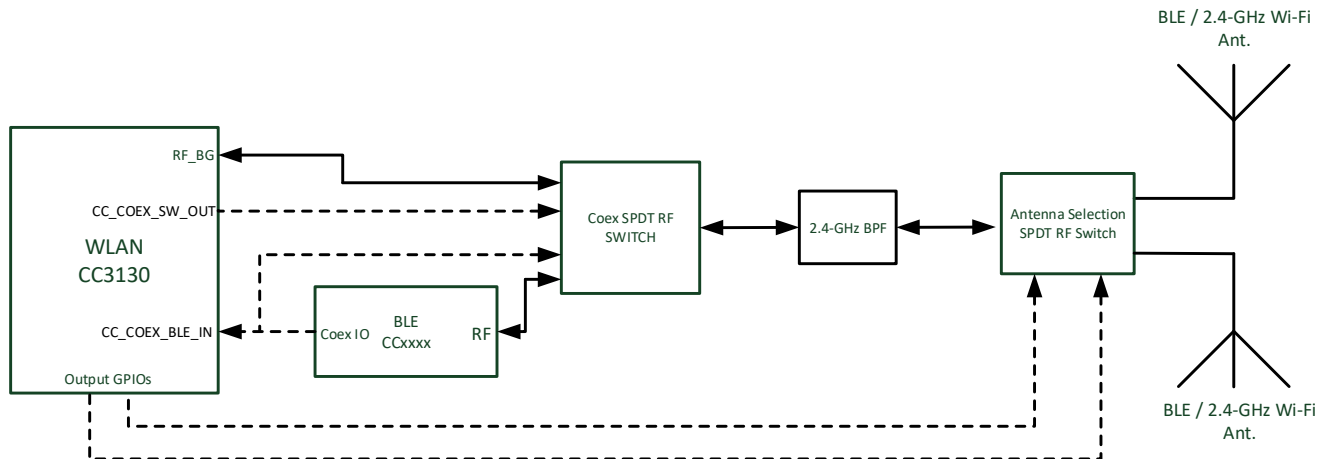 BLE / 2.4-GHz Wi-Fi
Ant.
RF_BG
CC_COEX_SW_OUT
WLAN
CC3130
CC_COEX_BLE_IN
Output GPIOs
Coex IO
BLE
CCxxxx
RF
Coex SPDT RF
SWITCH
2.4-GHz BPF
Antenna Selection
SPDT RF Switch
BLE / 2.4-GHz Wi-Fi
Ant.